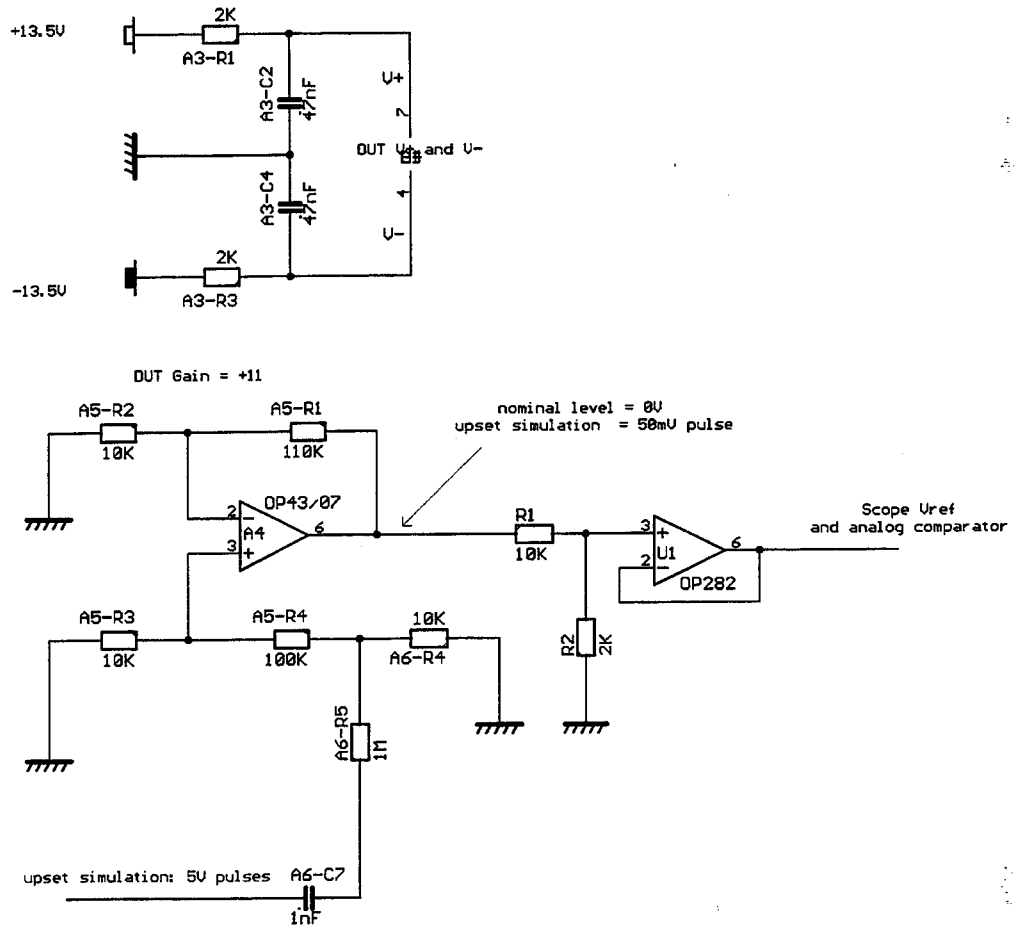 +13.5V
2K
A3-R1
A3-C2
.47nF
V+
7
DUT V+ and V-
4
A3-C4
.47nF
V-
2K
-13.5V
A3-R3
DUT Gain = +11
A5-R2
10K
A5-R1
110K
nominal level = 0V
upset simulation = 50mV pulse
OP43/07
2
-
A4
3
+
6
R1
10K
Scope Vref
and analog comparator
3
+
U1
2
-
6
OP282
A5-R3
10K
A5-R4
100K
10K
A6-R4
R2
2K
A6-R5
1M
upset simulation: 5V pulses
A6-C7
1nF